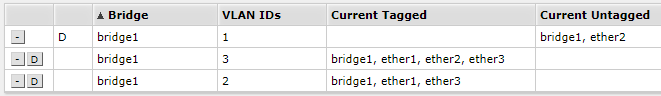 ▲ Bridge VLAN IDs Current Tagged Current Untagged
- D bridge1 1 bridge1, ether2
- D bridge1 3 bridge1, ether1, ether2, ether3
- D bridge1 2 bridge1, ether1, ether3